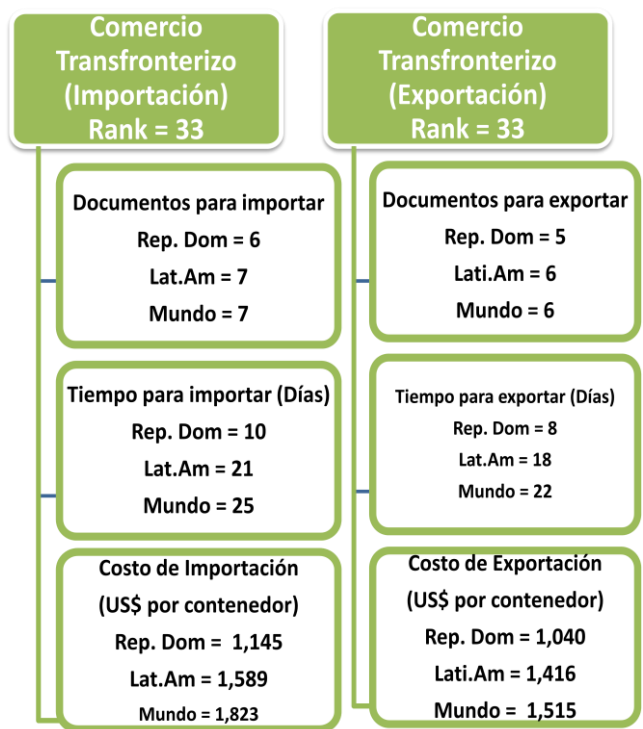 Comercio
Transfronterizo
(Importación)
Rank = 33
Documentos para importar
Rep. Dom = 6
Lat.Am = 7
Mundo = 7
Tiempo para importar (Días)
Rep. Dom = 10
Lat.Am = 21
Mundo = 25
Costo de Importación
(US$ por contenedor)
Rep. Dom = 1,145
Lat.Am = 1,589
Mundo = 1,823
Comercio
Transfronterizo
(Exportación)
Rank = 33
Documentos para exportar
Rep. Dom = 5
Lati.Am = 6
Mundo = 6
Tiempo para exportar (Días)
Rep. Dom = 8
Lat.Am = 18
Mundo = 22
Costo de Exportación
(US$ por contenedor)
Rep. Dom = 1,040
Lati.Am = 1,416
Mundo = 1,515